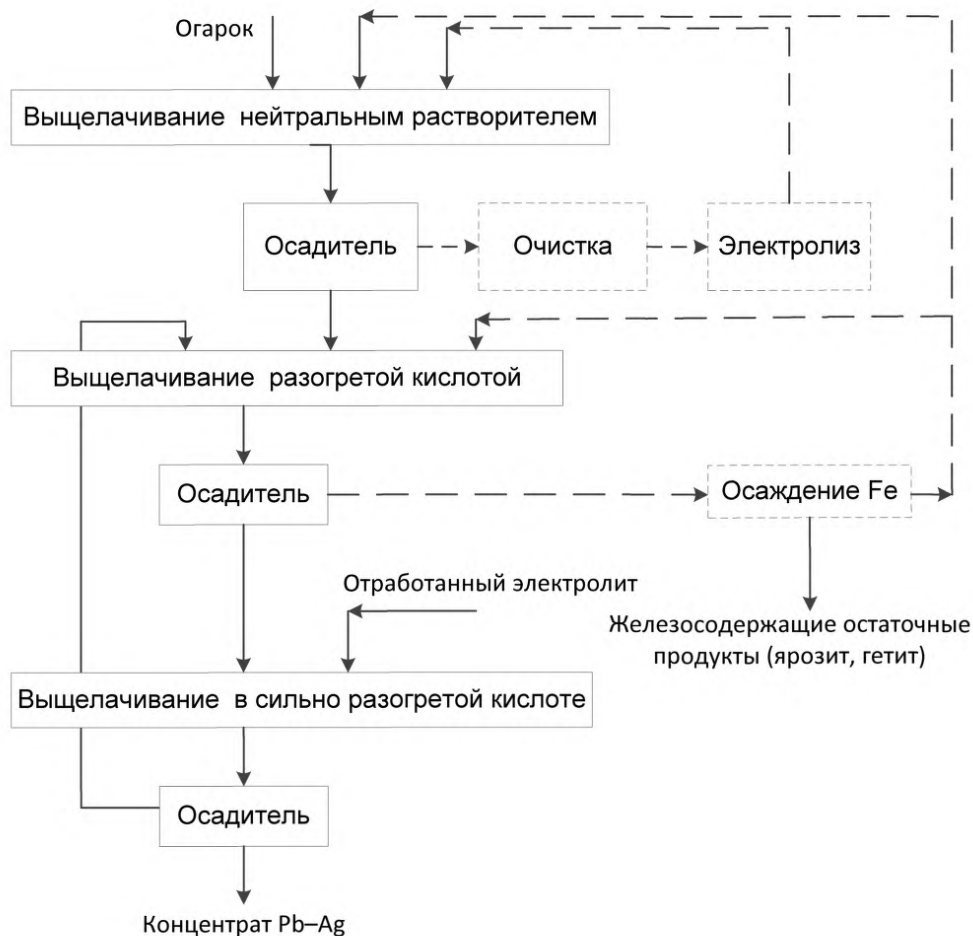 Огарок
Выщелачивание нейтральным растворителем
Осадитель
Очистка
Электролиз
Выщелачивание разогретой кислотой
Осадитель
Осаждение Fe
Отработанный электролит
Железосодержащие остаточные
продукты (ярозит, гетит)
Выщелачивание в сильно разогретой кислоте
Осадитель
Концентрат Pb–Ag